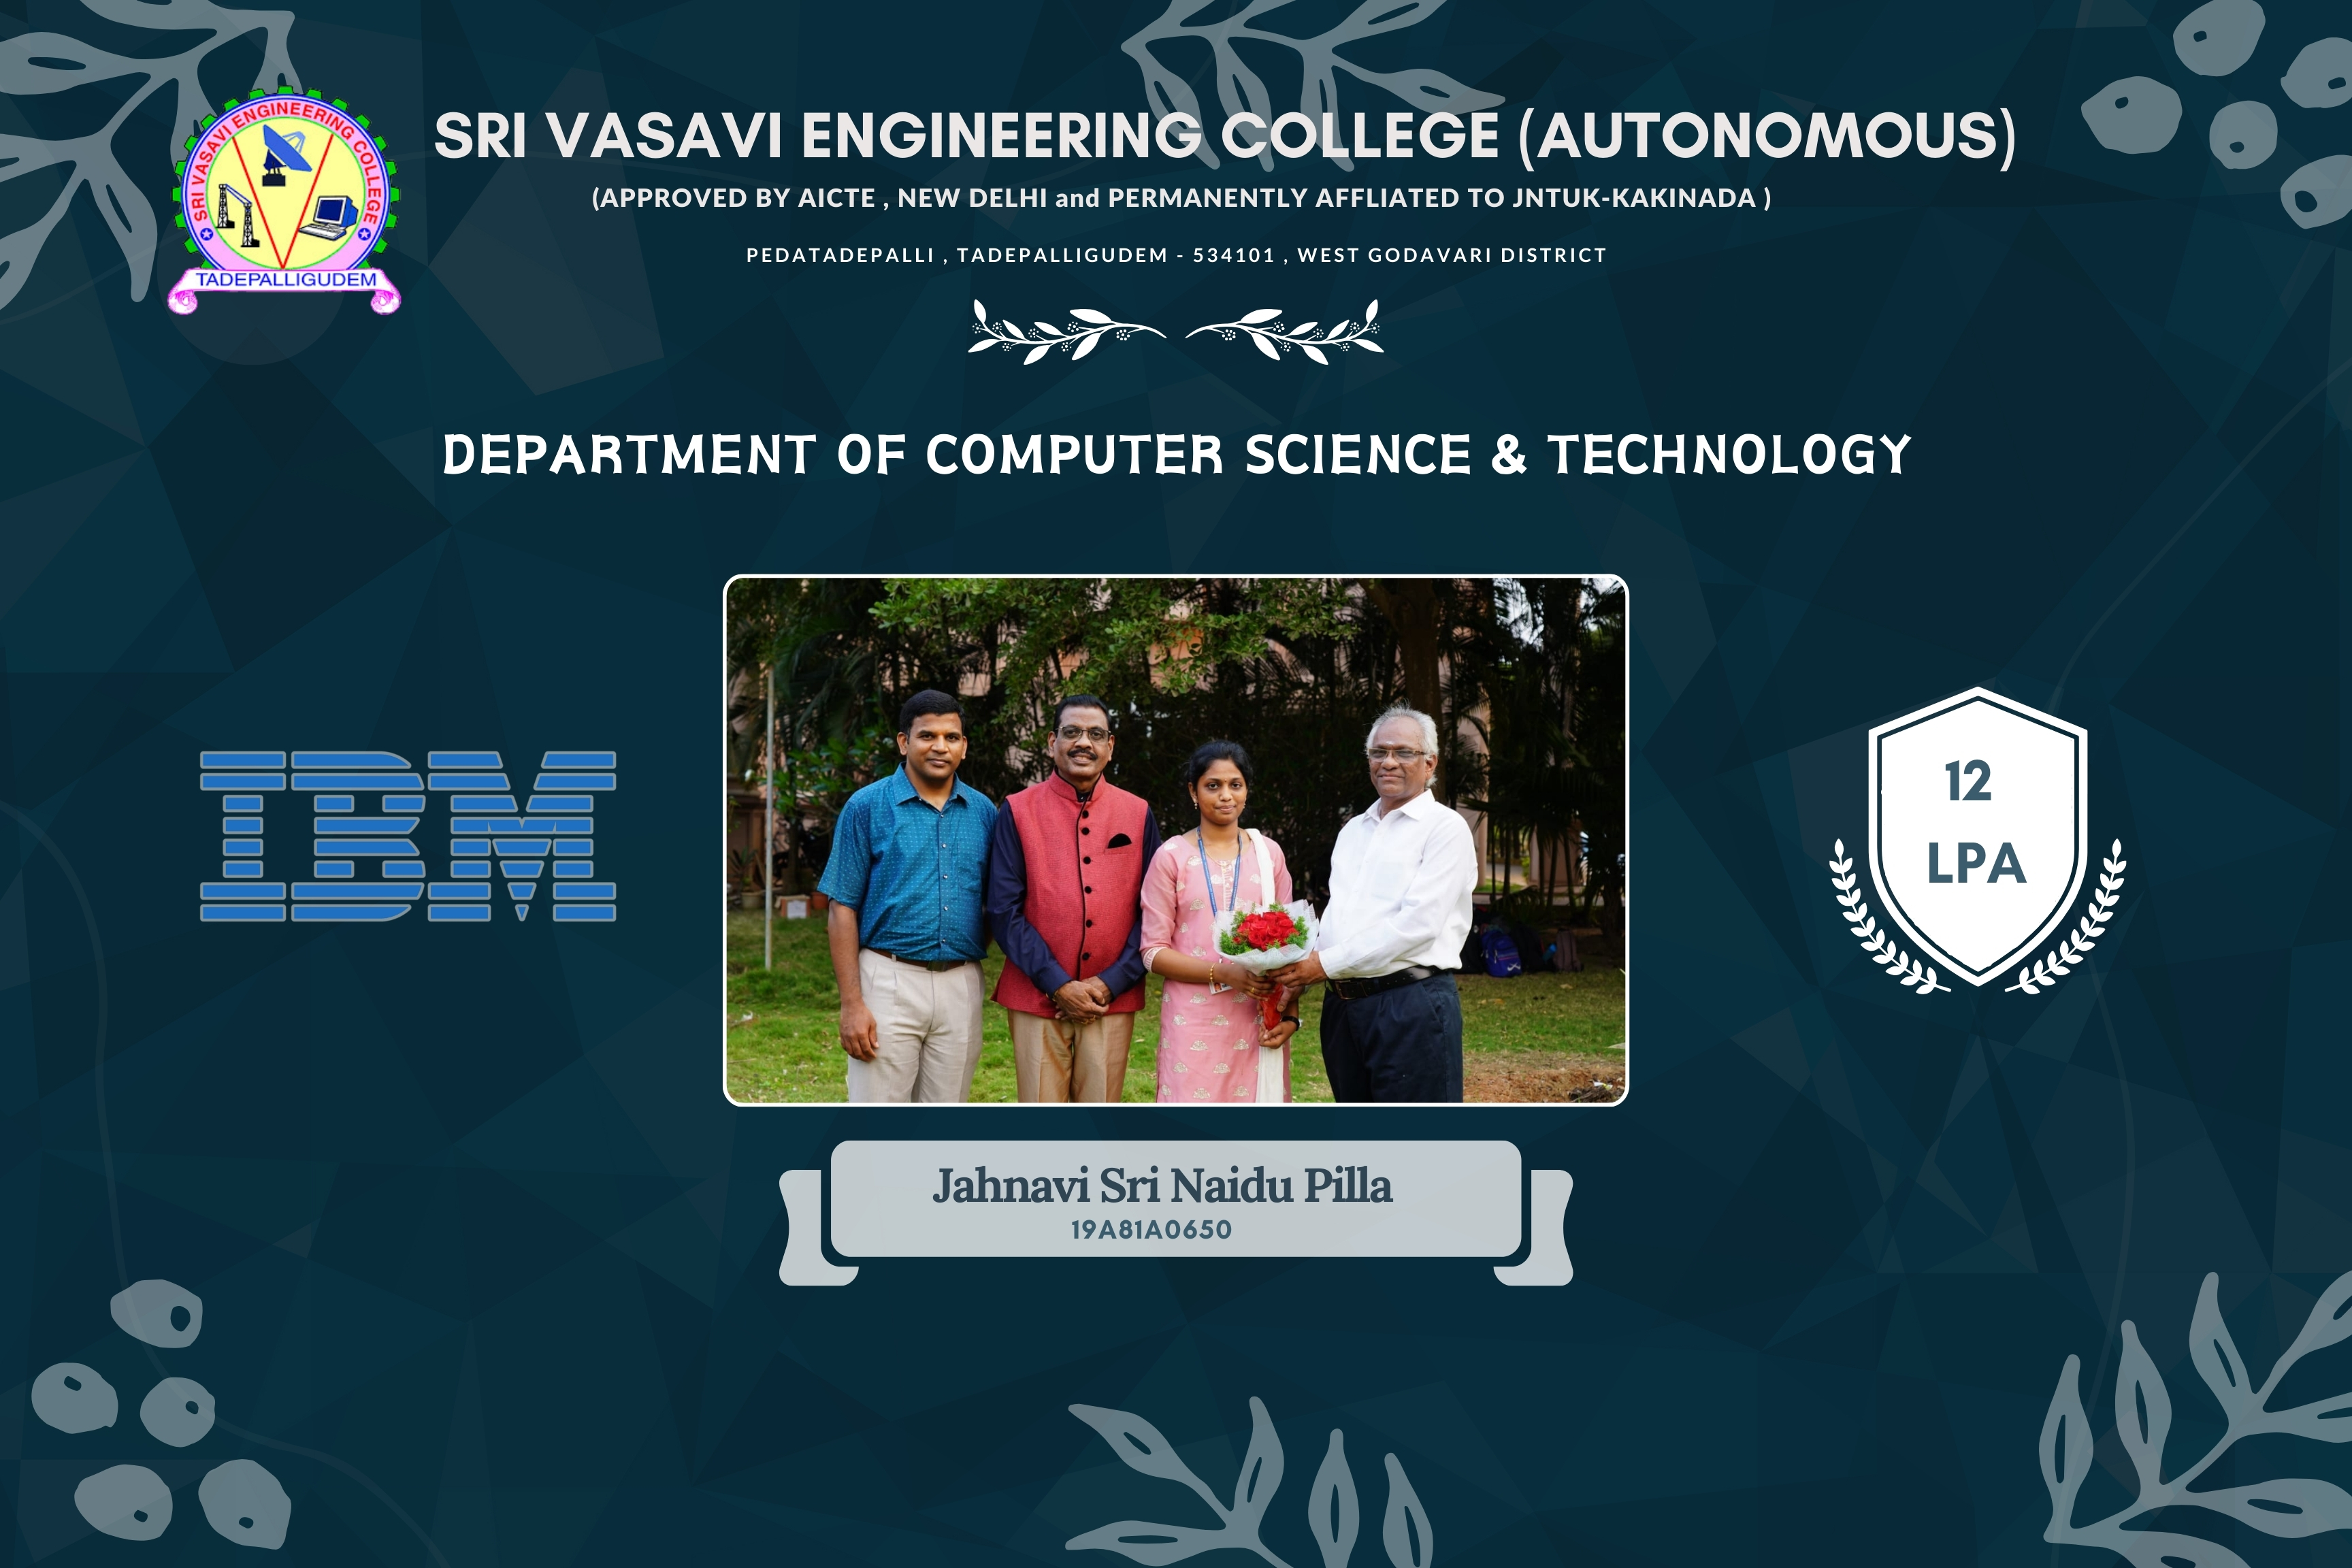 SRI VASAVI ENGINEERING COLLEGE (AUTONOMOUS)
(APPROVED BY AICTE , NEW DELHI and PERMANENTLY AFFLIATED TO JNTUK-KAKINADA )
PEDATADEPALLI , TADEPALLIGUDEM - 534101 , WEST GODAVARI DISTRICT
SRI VASAVI ENGINEERING COLLEGE
TADEPALLIGUDEM
DEPARTMENT OF COMPUTER SCIENCE & TECHNOLOGY
IBM
12
LPA
Jahnavi Sri Naidu Pilla
19A81A0650